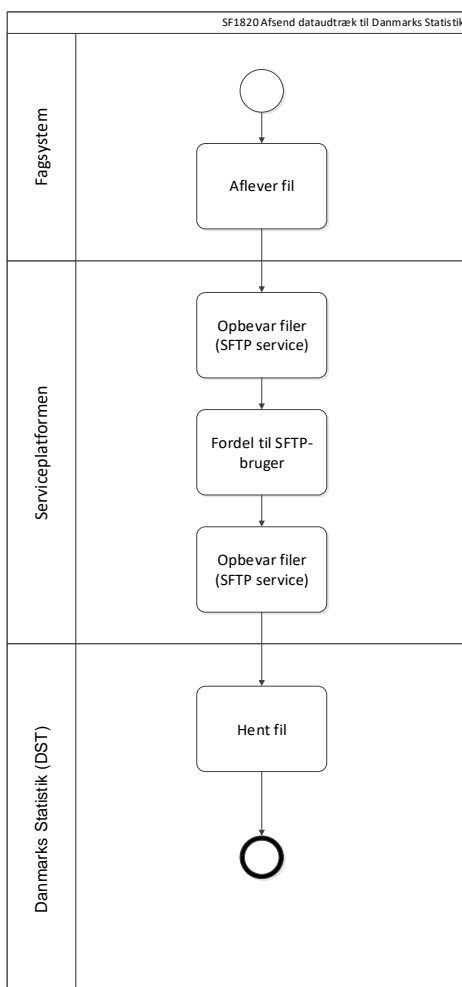 SF1820 Afsend dataudtræk til Danmarks Statistik
Fagsystem
Aflever fil
Serviceplatformen
Opbevar filer
(SFTP service)
Fordel til SFTP-
bruger
Opbevar filer
(SFTP service)
Danmarks Statistik (DST)
Hent fil